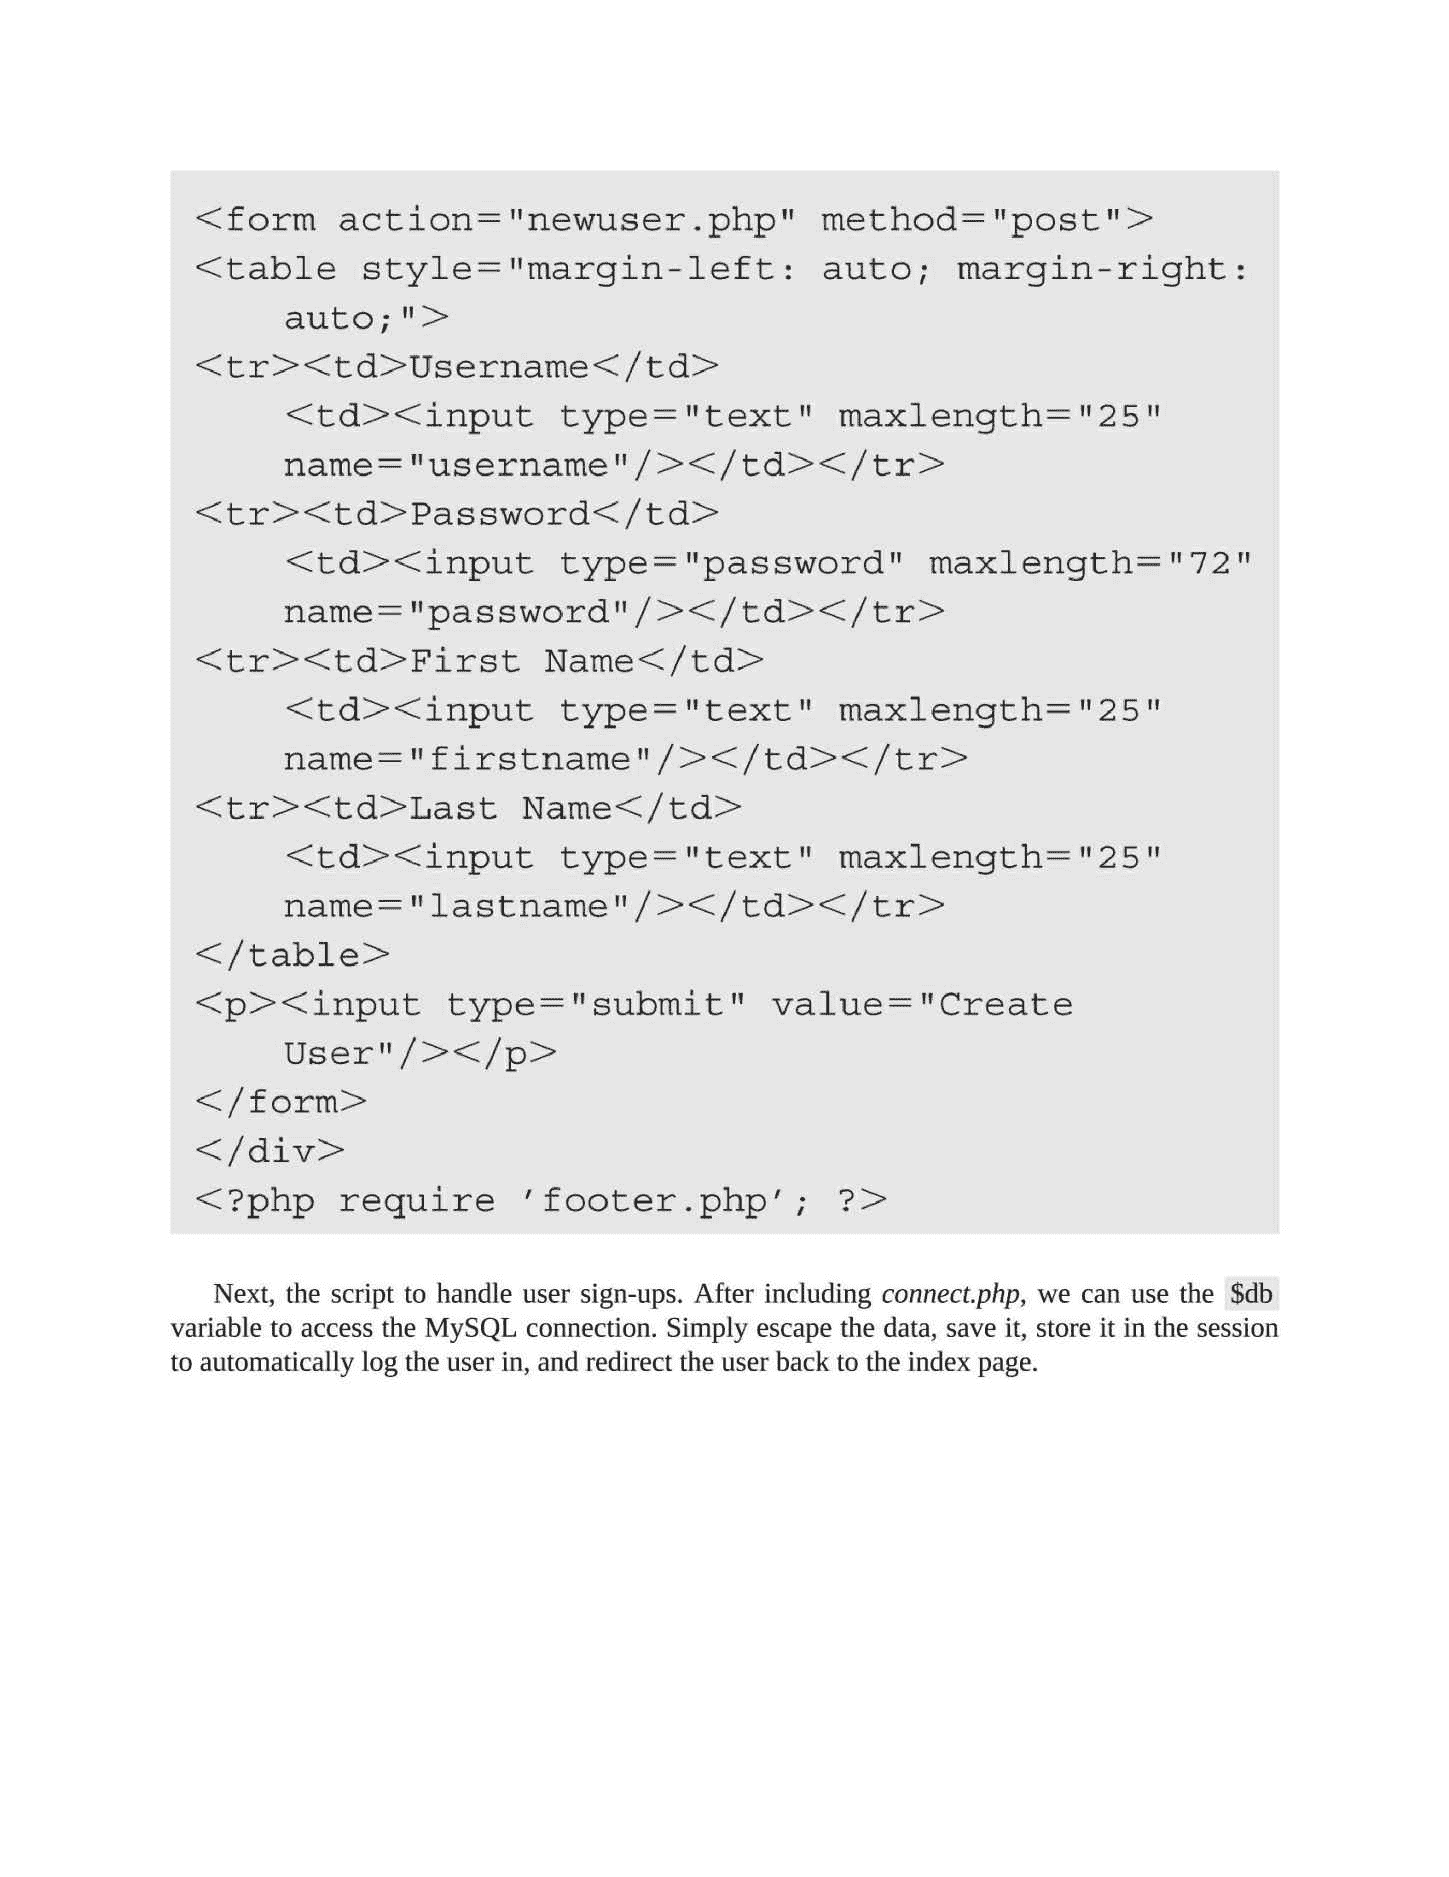 <form action="newuser.php" method="post">
<table style="margin-left: auto; margin-right:
auto;">
<tr><td>Username</td>
<td><input type="text" maxlength="25"
name="username"/></td></tr>
<tr><td>Password</td>
<td><input type="password" maxlength="72"
name="password"/></td></tr>
<tr><td>First Name</td>
<td><input type="text" maxlength="25"
name="firstname"/></td></tr>
<tr><td>Last Name</td>
<td><input type="text" maxlength="25"
name="lastname"/></td></tr>
</table>
<p><input type="submit" value="Create
User"/></p>
</form>
</div>
<?php require 'footer.php'; ?>
Next, the script to handle user sign-ups. After including connect.php, we can use the $db
variable to access the MySQL connection. Simply escape the data, save it, store it in the session
to automatically log the user in, and redirect the user back to the index page.